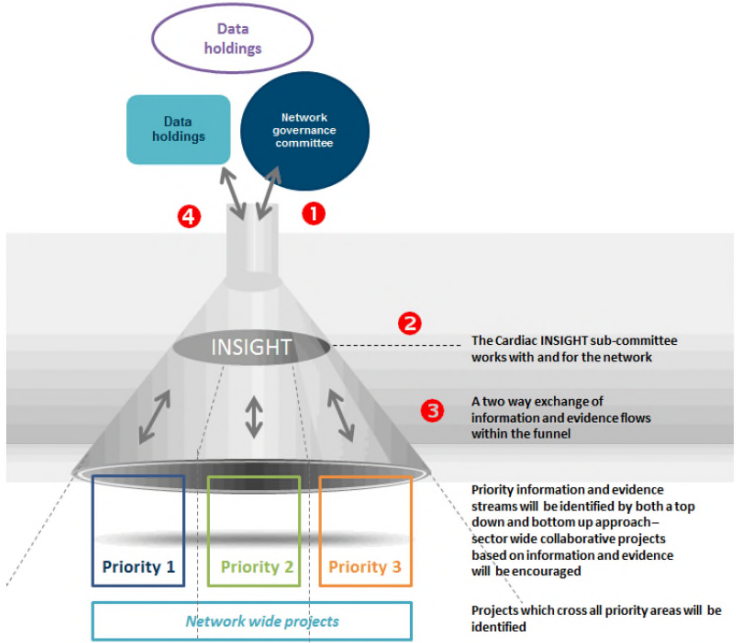 Data
holdings
Data
holdings
Network
governance
committee
4
1
2
INSIGHT
The Cardiac INSIGHT sub-committee
works with and for the network
3
A two way exchange of
information and evidence flows
within the funnel
Priority information and evidence
streams will be identified by both a top
down and bottom up approach–
sector wide collaborative projects
based on information and evidence
will be encouraged
Priority 1
Priority 2
Priority 3
Network wide projects
Projects which cross all priority areas will be
identified